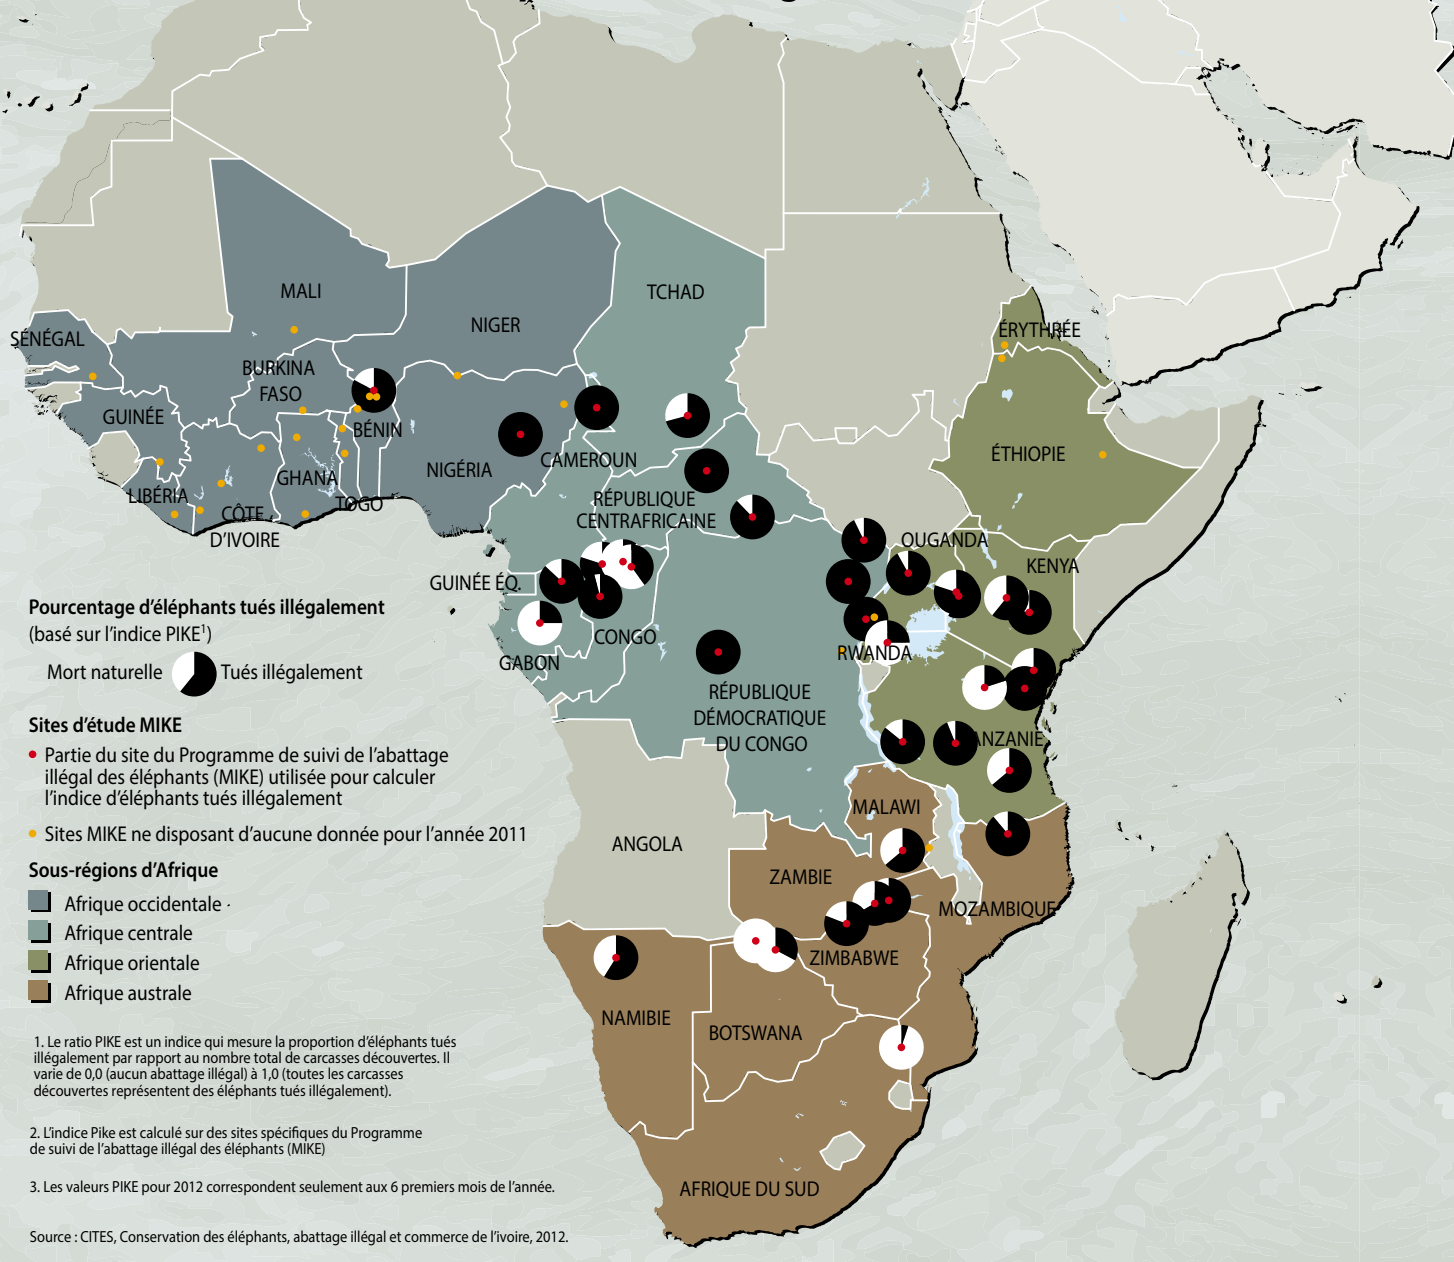 MALI
TCHAD
NIGER
SÉNÉGAL
ÉRYTHRÉE
BURKINA
FASO
GUINÉE
BÉNIN
ÉTHIOPIE
NIGÉRIA
CAMEROUN
GHANA
LIBÉRIA
TOGO
CÔTE
D'IVOIRE
RÉPUBLIQUE
CENTRAFRICAINE
OUGANDA
KENYA
GUINÉE ÉQ.
CONGO
GABON
RWANDA
RÉPUBLIQUE
DÉMOCRATIQUE
DU CONGO
ANZANIE
MALAWI
ANGOLA
ZAMBIE
MOZAMBIQUE
ZIMBABWE
NAMIBIE
BOTSWANA
AFRIQUE DU SUD
Pourcentage d'éléphants tués illégalement
(basé sur l'indice PIKE1)
Mort naturelle
Tués illégalement
Sites d'étude MIKE
Partie du site du Programme de suivi de l'abattage
illégal des éléphants (MIKE) utilisée pour calculer
l'indice d'éléphants tués illégalement
Sites MIKE ne disposant d'aucune donnée pour l'année 2011
Sous-régions d'Afrique
Afrique occidentale
Afrique centrale
Afrique orientale
Afrique australe
1. Le ratio PIKE est un indice qui mesure la proportion d'éléphants tués
illégalement par rapport au nombre total de carcasses découvertes. Il
varie de 0,0 (aucun abattage illégal) à 1,0 (toutes les carcasses
découvertes représentent des éléphants tués illégalement).
2. L'indice Pike est calculé sur des sites spécifiques du Programme
de suivi de l'abattage illégal des éléphants (MIKE)
3. Les valeurs PIKE pour 2012 correspondent seulement aux 6 premiers mois de l'année.
Source : CITES, Conservation des éléphants, abattage illégal et commerce de l'ivoire, 2012.